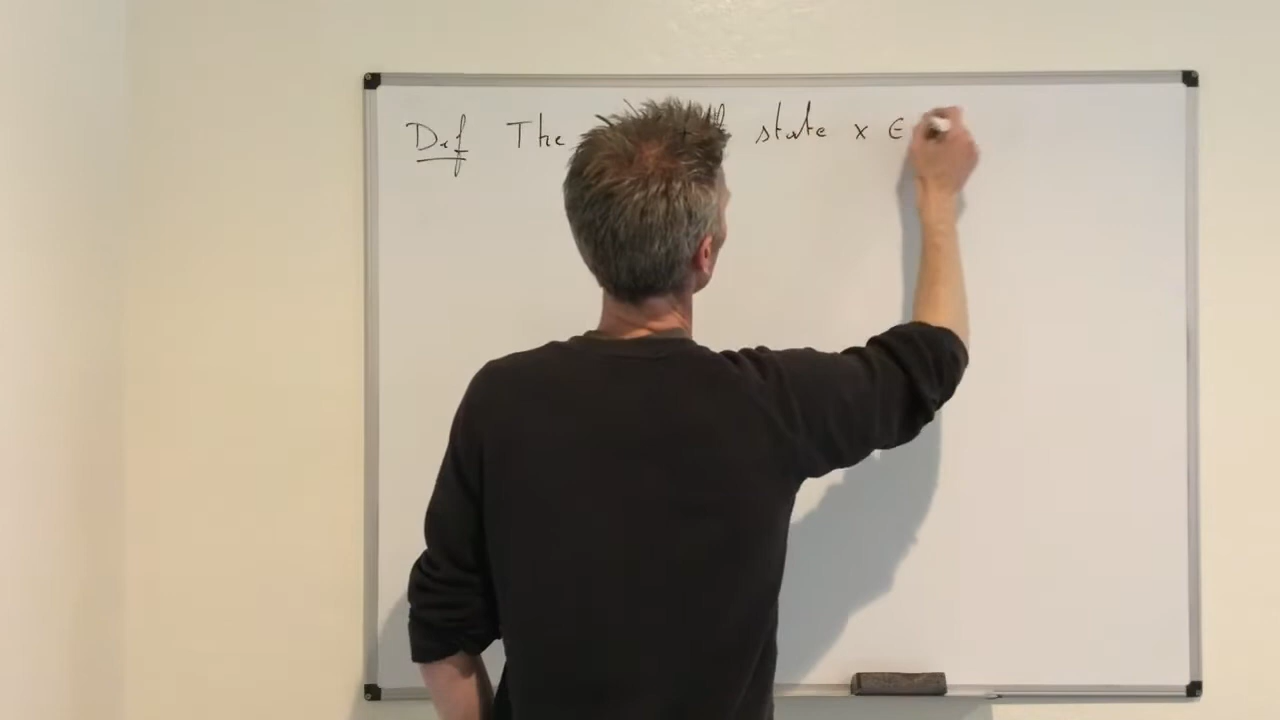 Def The state x ∈